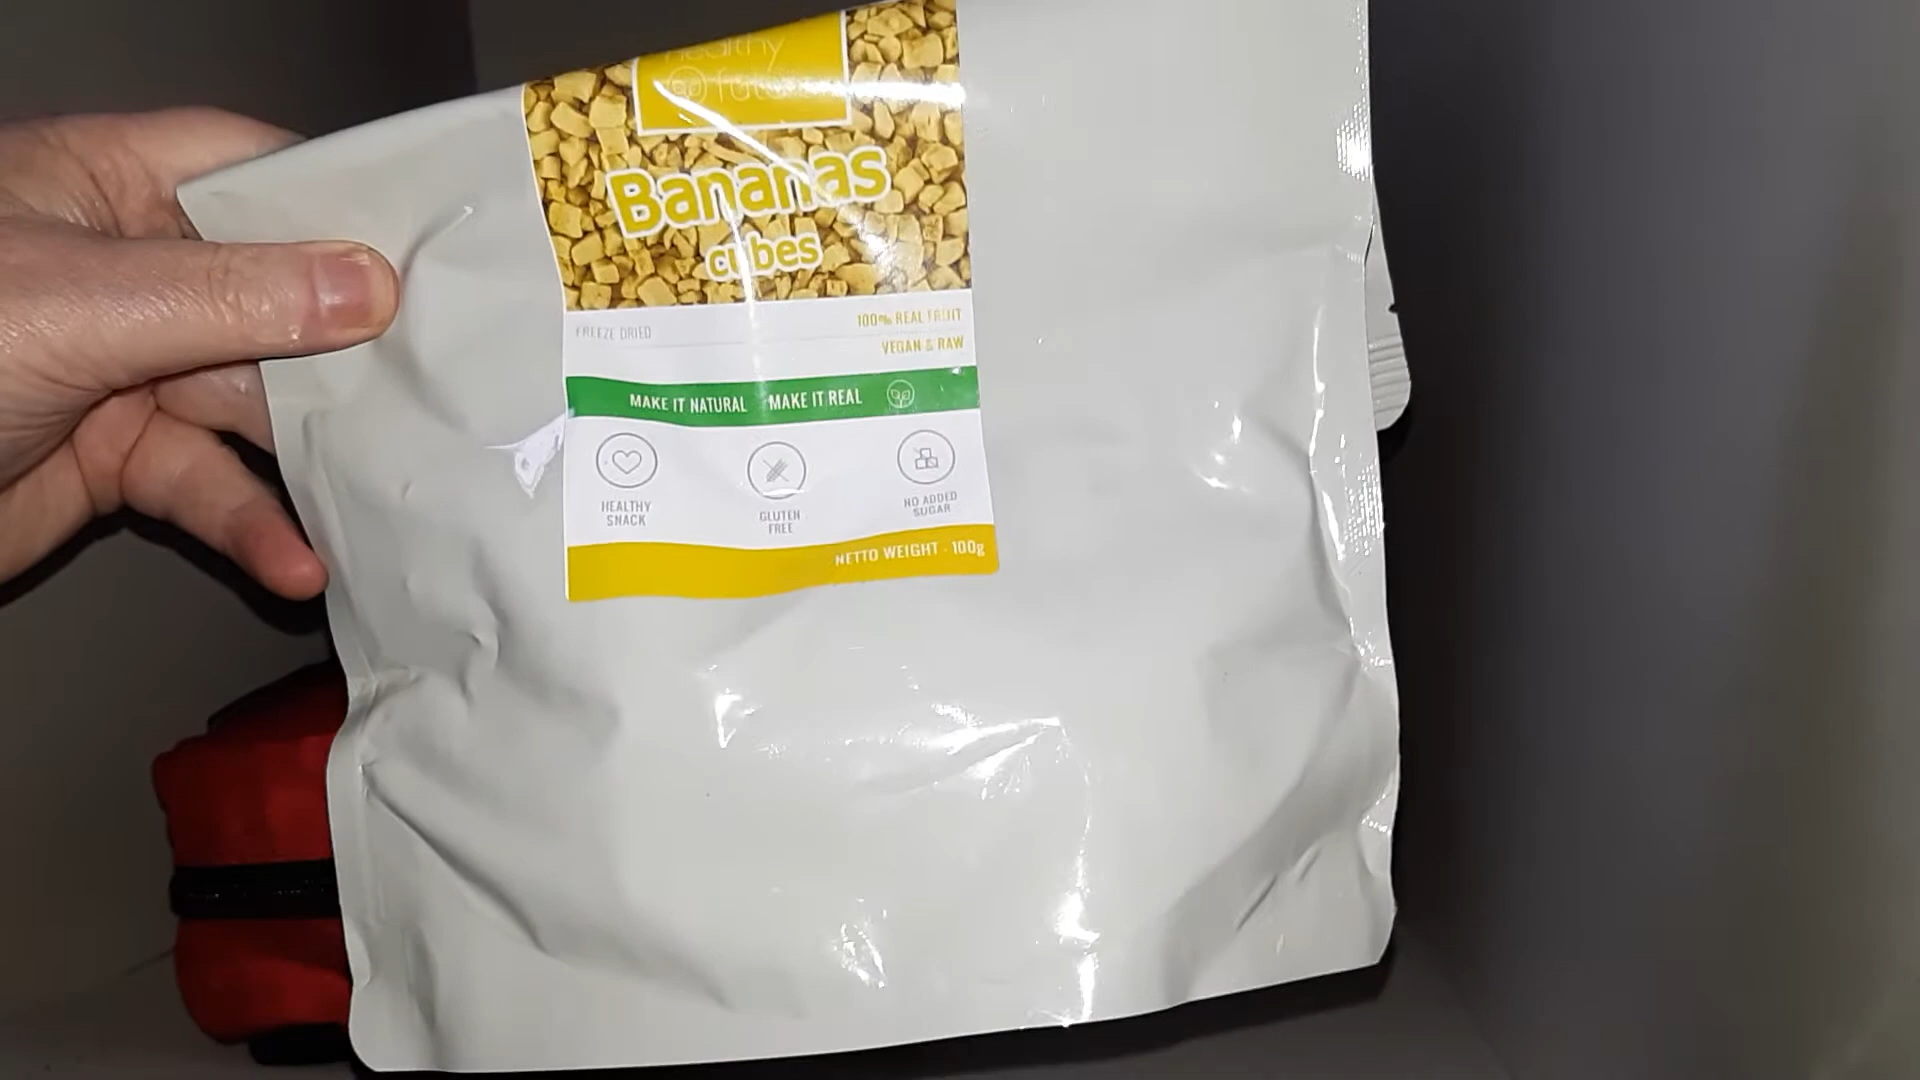 healthy
Bananas
cubes
FREEZE DRIED
100% REAL FRUIT
VEGAN & RAW
MAKE IT NATURAL MAKE IT REAL
HEALTHY
SNACK
GLUTEN
FREE
NO ADDED
SUGAR
NETTO WEIGHT - 100g